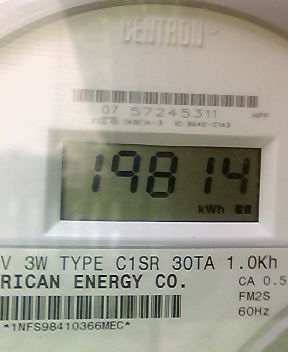 CENTRON®
07 57245311
HPP
19814
kWh
V 3W TYPE C1SR 30TA 1.0Kh
RICAN ENERGY CO.
CA 0.5
FM2S
60Hz
*1NFS98410366MEC*